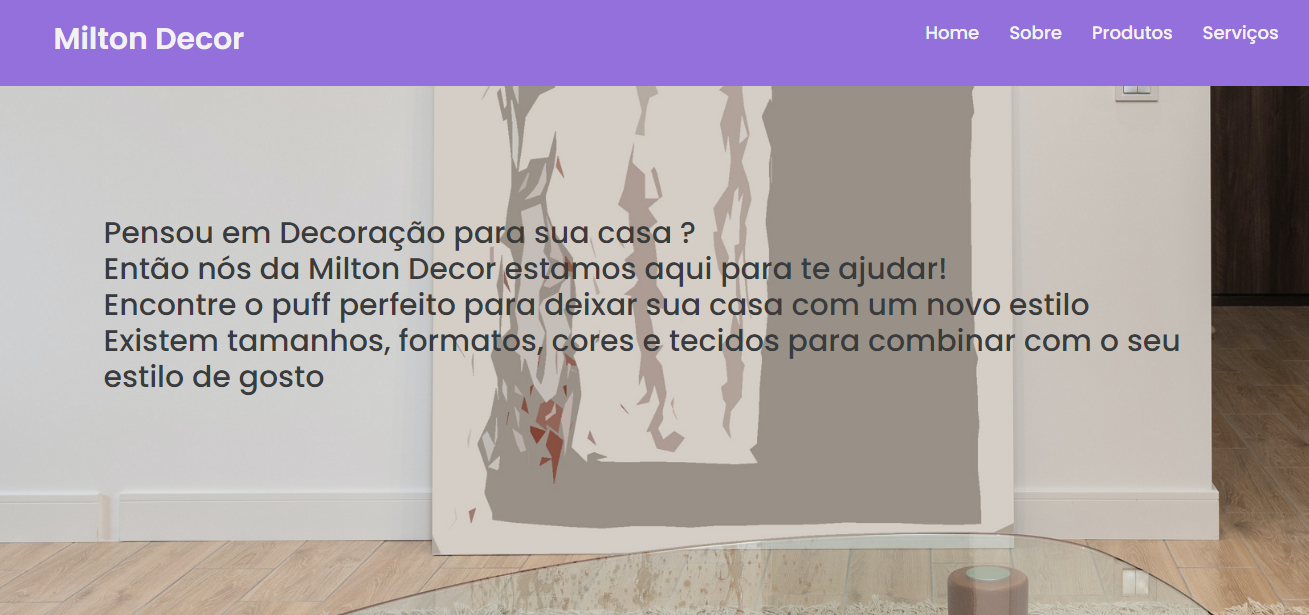 Milton Decor
Home Sobre Produtos Serviços
Pensou em Decoração para sua casa ?
Então nós da Milton Decor estamos aqui para te ajudar!
Encontre o puff perfeito para deixar sua casa com um novo estilo
Existem tamanhos, formatos, cores e tecidos para combinar com o seu
estilo de gosto